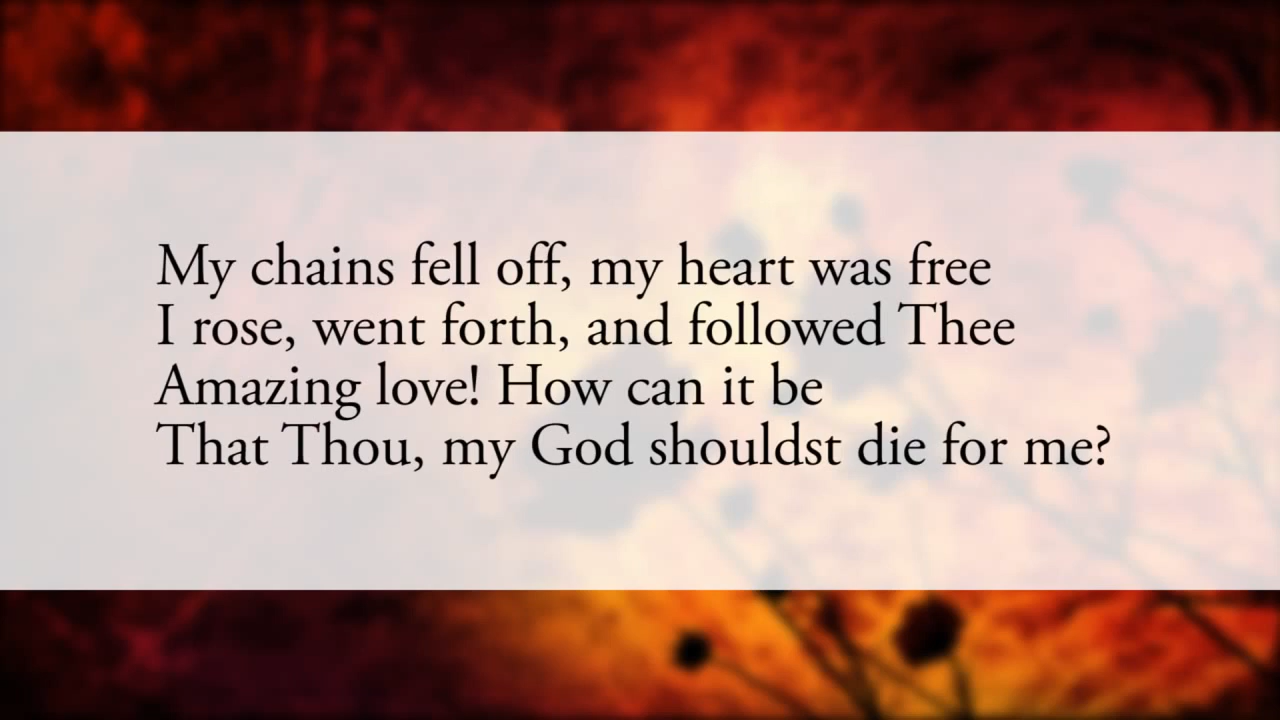 My chains fell off, my heart was free
I rose, went forth, and followed Thee
Amazing love! How can it be
That Thou, my God shouldst die for me?